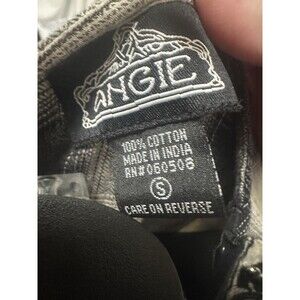 ANGIE
100% COTTON
MADE IN INDIA
RN#060508
S
CARE ON REVERSE